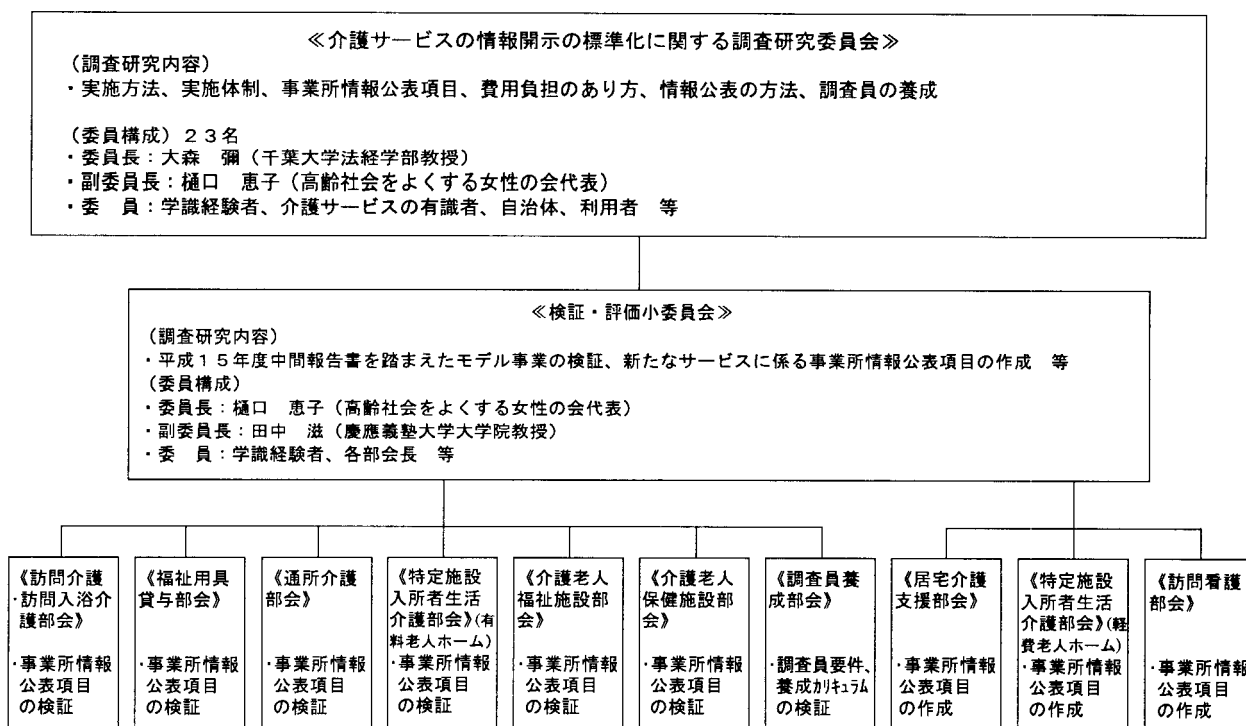 ≪介護サービスの情報開示の標準化に関する調査研究委員会≫
（調査研究内容）
・実施方法、実施体制、事業所情報公表項目、費用負担のあり方、情報公表の方法、調査員の養成
（委員構成）２３名
・委員長：大森　彌（千葉大学法経学部教授）
・副委員長：樋口　恵子（高齢社会をよくする女性の会代表）
・委　員：学識経験者、介護サービスの有識者、自治体、利用者　等
≪検証・評価小委員会≫
（調査研究内容）
・平成１５年度中間報告書を踏まえたモデル事業の検証、新たなサービスに係る事業所情報公表項目の作成　等
（委員構成）
・委員長：樋口　恵子（高齢社会をよくする女性の会代表）
・副委員長：田中　滋（慶應義塾大学大学院教授）
・委　員：学識経験者、各部会長　等
《訪問介護
・訪問入浴介
護部会》
・事業所情報
公表項目
の検証
《福祉用具
貸与部会》
・事業所情報
公表項目
の検証
《通所介護
部会》
・事業所情報
公表項目
の検証
《特定施設
入所者生活
介護部会》(有
料老人ホーム)
・事業所情報
公表項目
の検証
《介護老人
福祉施設部
会》
・事業所情報
公表項目
の検証
《介護老人
保健施設部
会》
・事業所情報
公表項目
の検証
《調査員養
成部会》
・調査員要件、
養成ｶﾘｷｭﾗﾑ
の検証
《居宅介護
支援部会》
・事業所情報
公表項目
の作成
《特定施設
入所者生活
介護部会》(軽
費老人ホーム)
・事業所情報
公表項目
の作成
《訪問看護
部会》
・事業所情報
公表項目
の作成